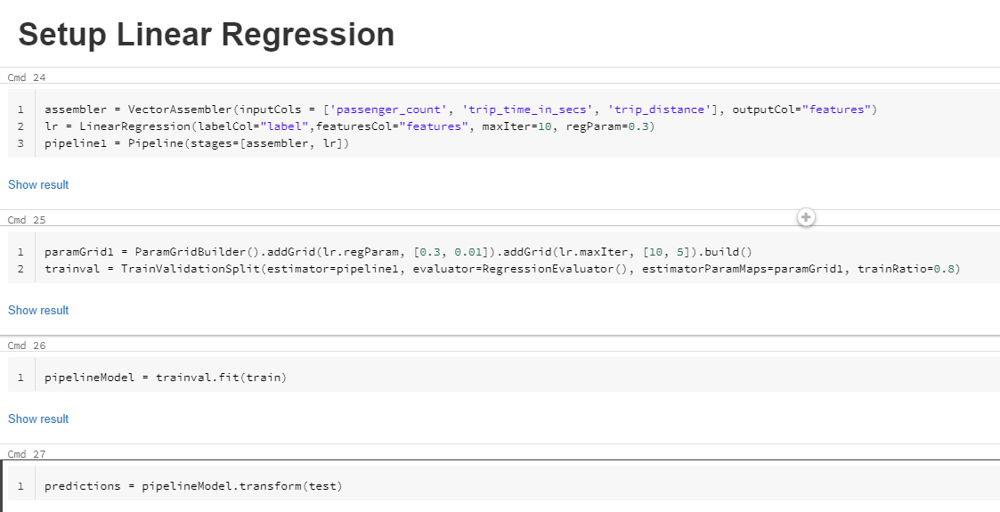 Setup Linear Regression
Cmd 24
1 assembler = VectorAssembler(inputCols = ['passenger_count', 'trip_time_in_secs', 'trip_distance'], outputCol="features")
2 lr = LinearRegression(labelCol="label",featuresCol="features", maxIter=10, regParam=0.3)
3 pipeline1 = Pipeline(stages=[assembler, lr])
Show result
Cmd 25
1 paramGrid1 = ParamGridBuilder().addGrid(lr.regParam, [0.3, 0.01]).addGrid(lr.maxIter, [10, 5]).build()
2 trainval = TrainValidationSplit(estimator=pipeline1, evaluator=RegressionEvaluator(), estimatorParamMaps=paramGrid1, trainRatio=0.8)
Show result
Cmd 26
1 pipelineModel = trainval.fit(train)
Show result
Cmd 27
1 predictions = pipelineModel.transform(test)